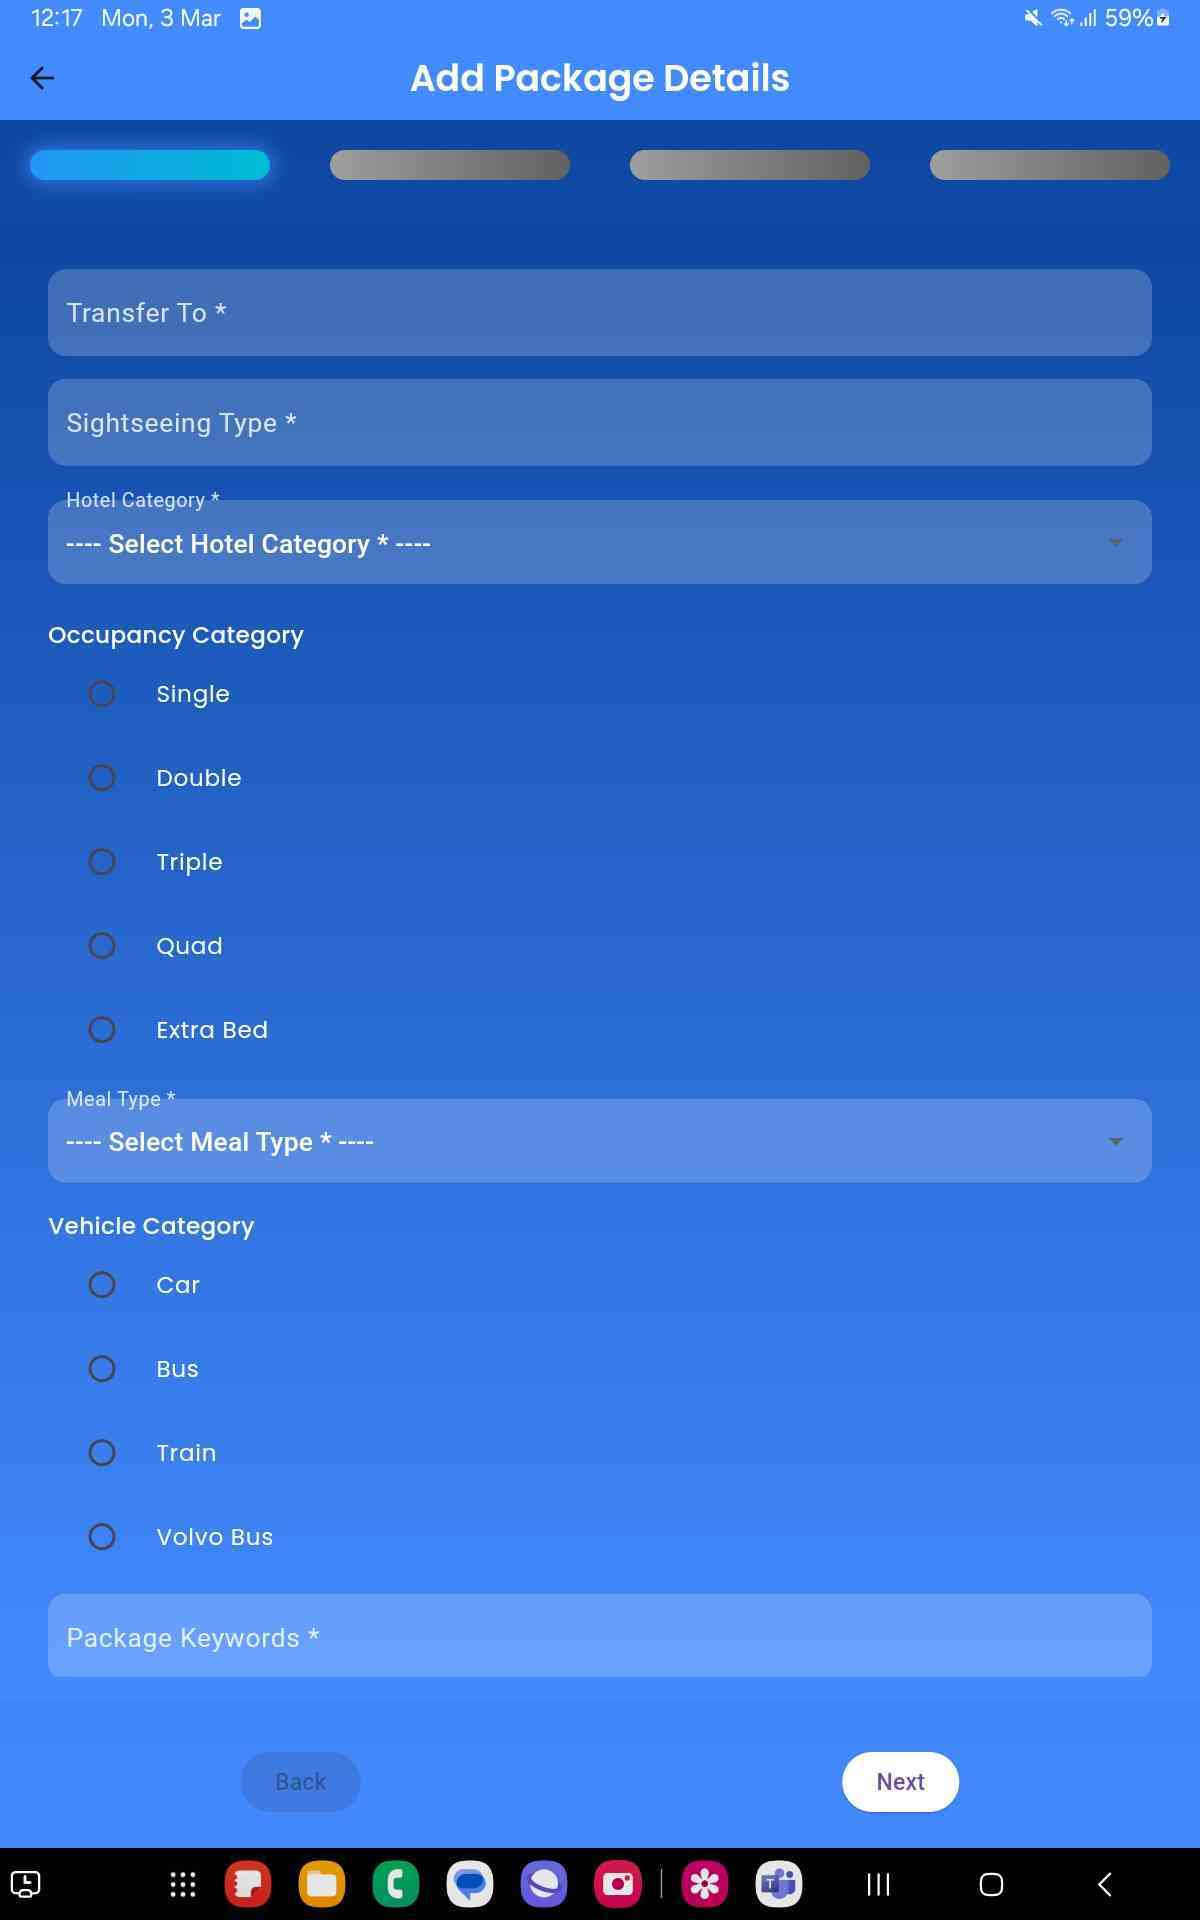 12:17 Mon, 3 Mar 59%
Add Package Details
Transfer To *
Sightseeing Type *
Hotel Category *
---- Select Hotel Category * ----
Occupancy Category
Single
Double
Triple
Quad
Extra Bed
Meal Type *
---- Select Meal Type * ----
Vehicle Category
Car
Bus
Train
Volvo Bus
Package Keywords *
Back Next